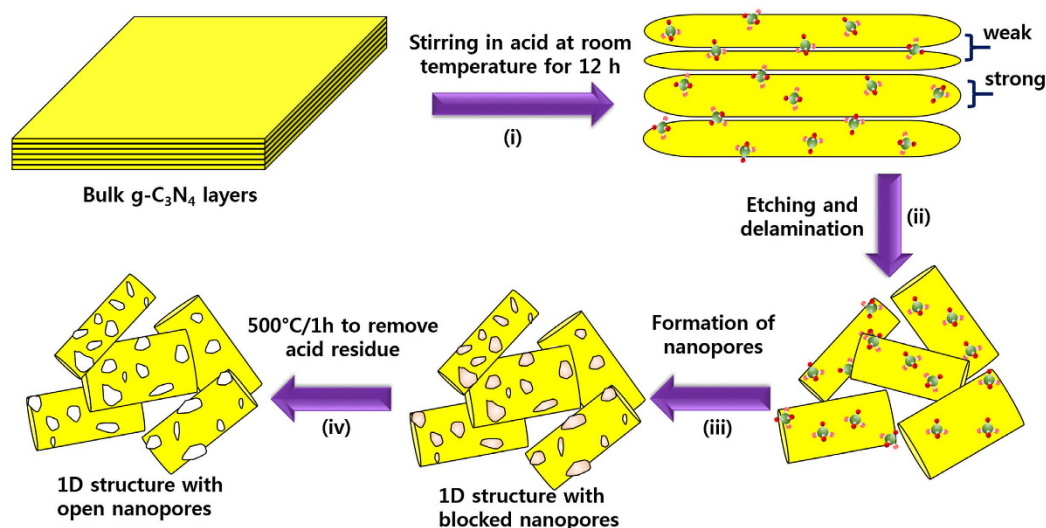 Stirring in acid at room
temperature for 12 h
(i)
weak
strong
Bulk g-C₃N₄ layers
Etching and
delamination
(ii)
Formation of
nanopores
(iii)
500°C/1h to remove
acid residue
(iv)
1D structure with
open nanopores
1D structure with
blocked nanopores